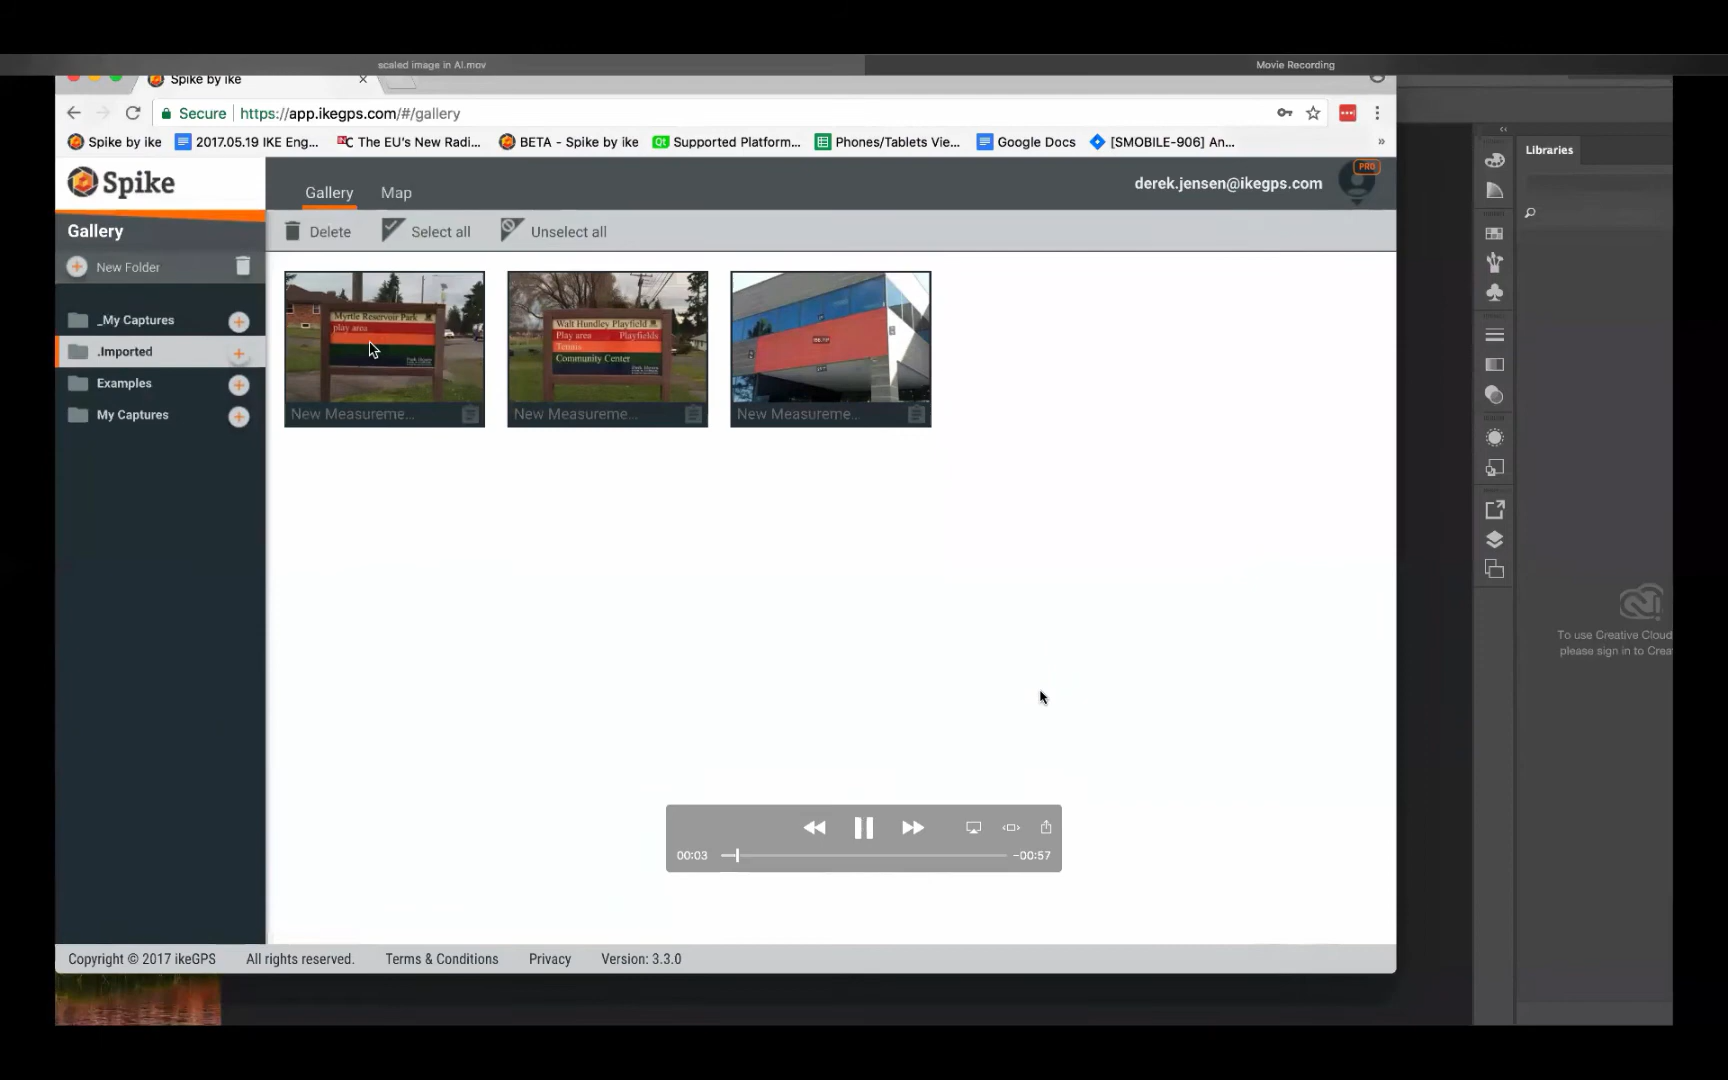 scaled image in AI.mov
Movie Recording
Spike by ike
Secure https://app.ikegps.com/#/gallery
Spike by ike 2017.05.19 IKE Eng... The EU's New Radi... BETA - Spike by ike Supported Platform... Phones/Tablets Vie... Google Docs [SMOBILE-906] An... »
Libraries
Spike
Gallery Map
PRO
derek.jensen@ikegps.com
Gallery
Delete Select all Unselect all
New Folder
_My Captures
.Imported
Examples
My Captures
Myrtle Reservoir Park
play area
Walt Hundley Playfield
Play area Playfields
Tennis
Community Center
New Measureme...
New Measureme...
New Measureme...
To use Creative Cloud
please sign in to Crea
00:03 -00:57
Copyright © 2017 ikeGPS All rights reserved. Terms & Conditions Privacy Version: 3.3.0